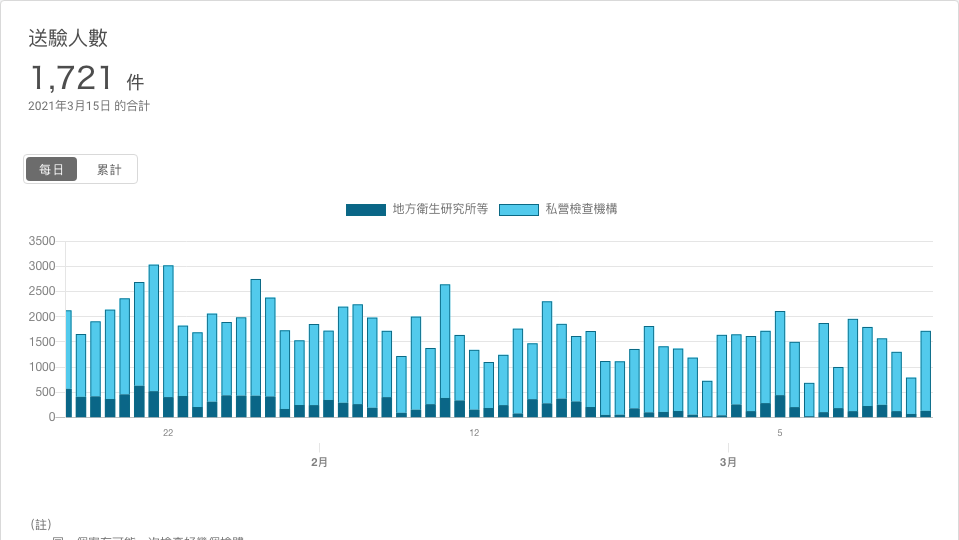 送驗人數
1,721 件
2021年3月15日 的合計
每日 累計
地方衛生研究所等 私營檢查機構
3500
3000
2500
2000
1500
1000
500
0
22 12 5
2月 3月
(註)